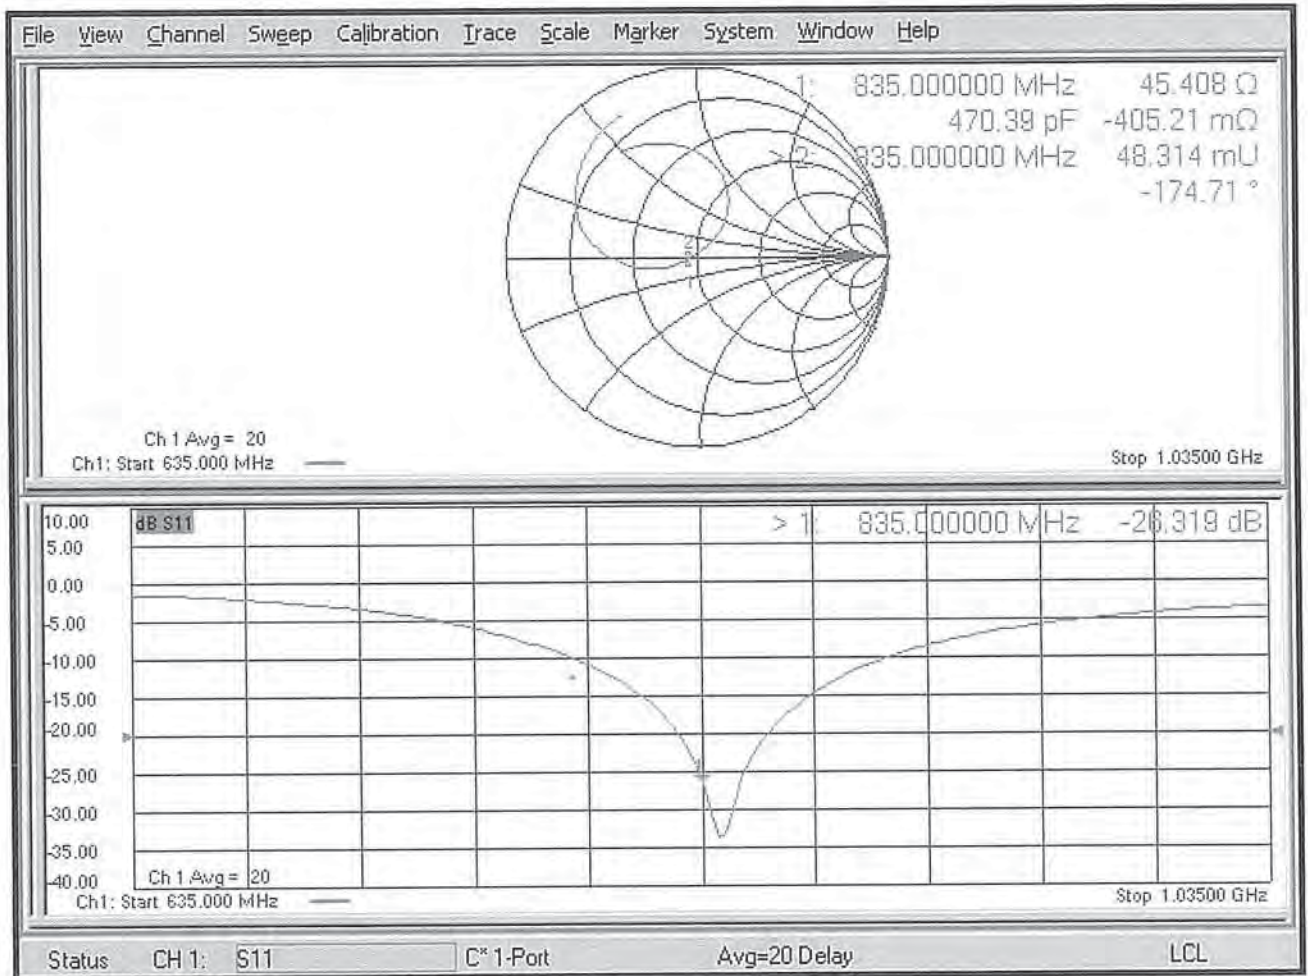 File View Channel Sweep Calibration Trace Scale Marker System Window Help
1: 835.000000 MHz 45.408 Ω
470.39 pF -405.21 mΩ
> 2: 835.000000 MHz 48.314 mU
-174.71 °
2
1
Ch 1 Avg = 20
Ch1: Start 635.000 MHz
Stop 1.03500 GHz
10.00
dB S11
> 1: 835.000000 MHz -26.319 dB
5.00
0.00
-5.00
-10.00
-15.00
-20.00
-25.00
-30.00
-35.00
-40.00
1
Ch 1 Avg = 20
Ch1: Start 635.000 MHz
Stop 1.03500 GHz
Status CH 1: S11 C* 1-Port Avg=20 Delay LCL